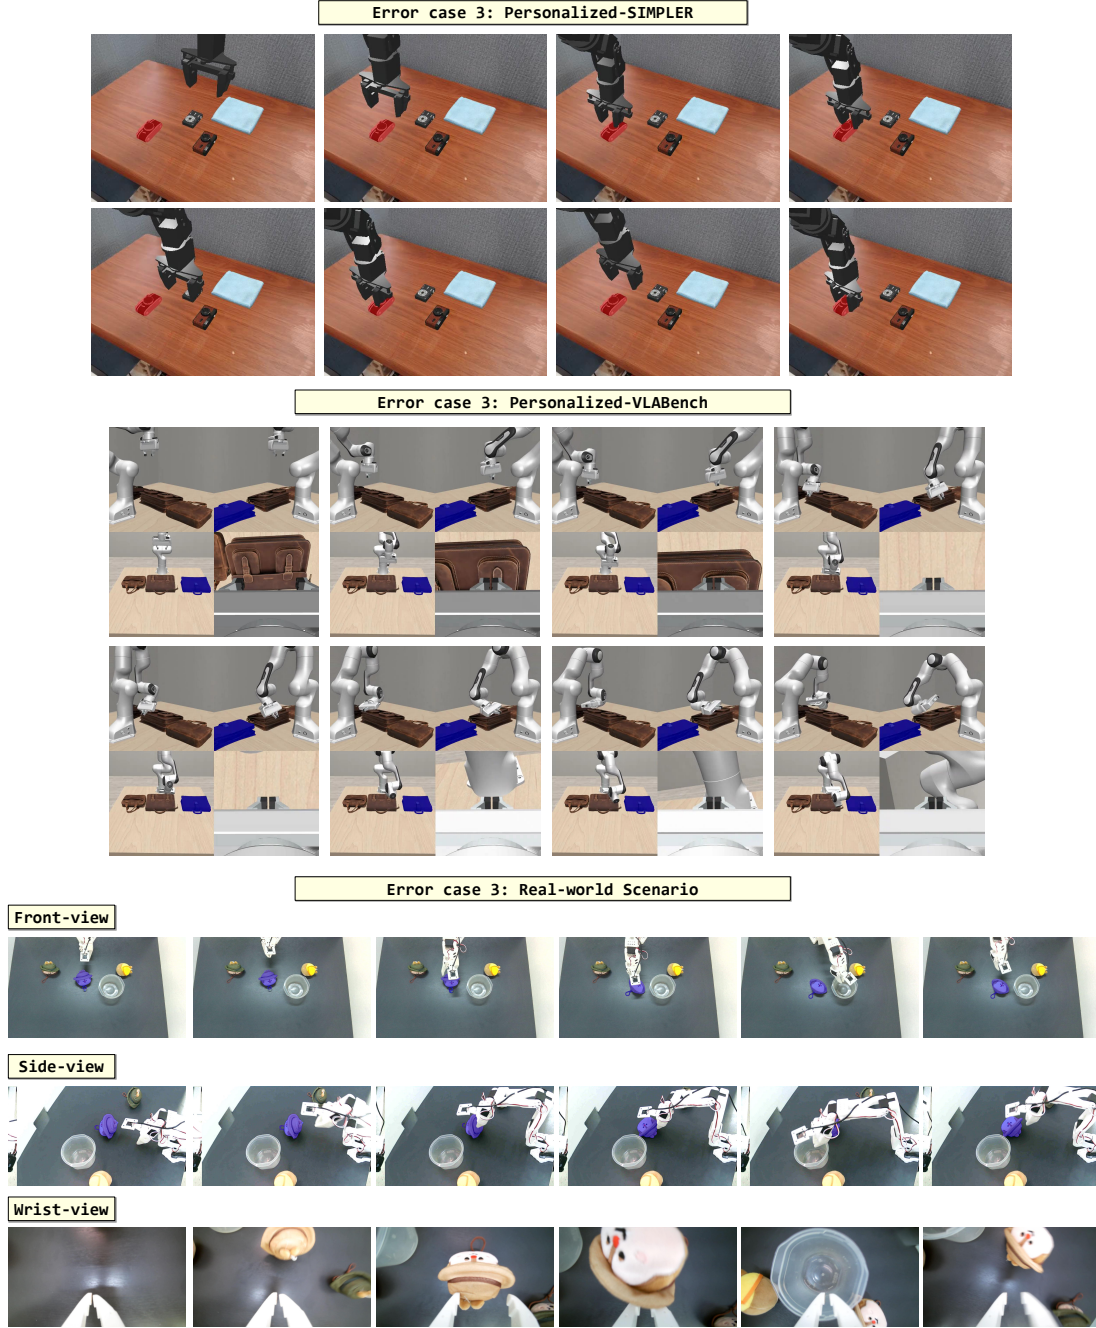 Error case 3: Personalized-SIMPLER
Error case 3: Personalized-VLABench
Error case 3: Real-world Scenario
Front-view
Side-view
Wrist-view